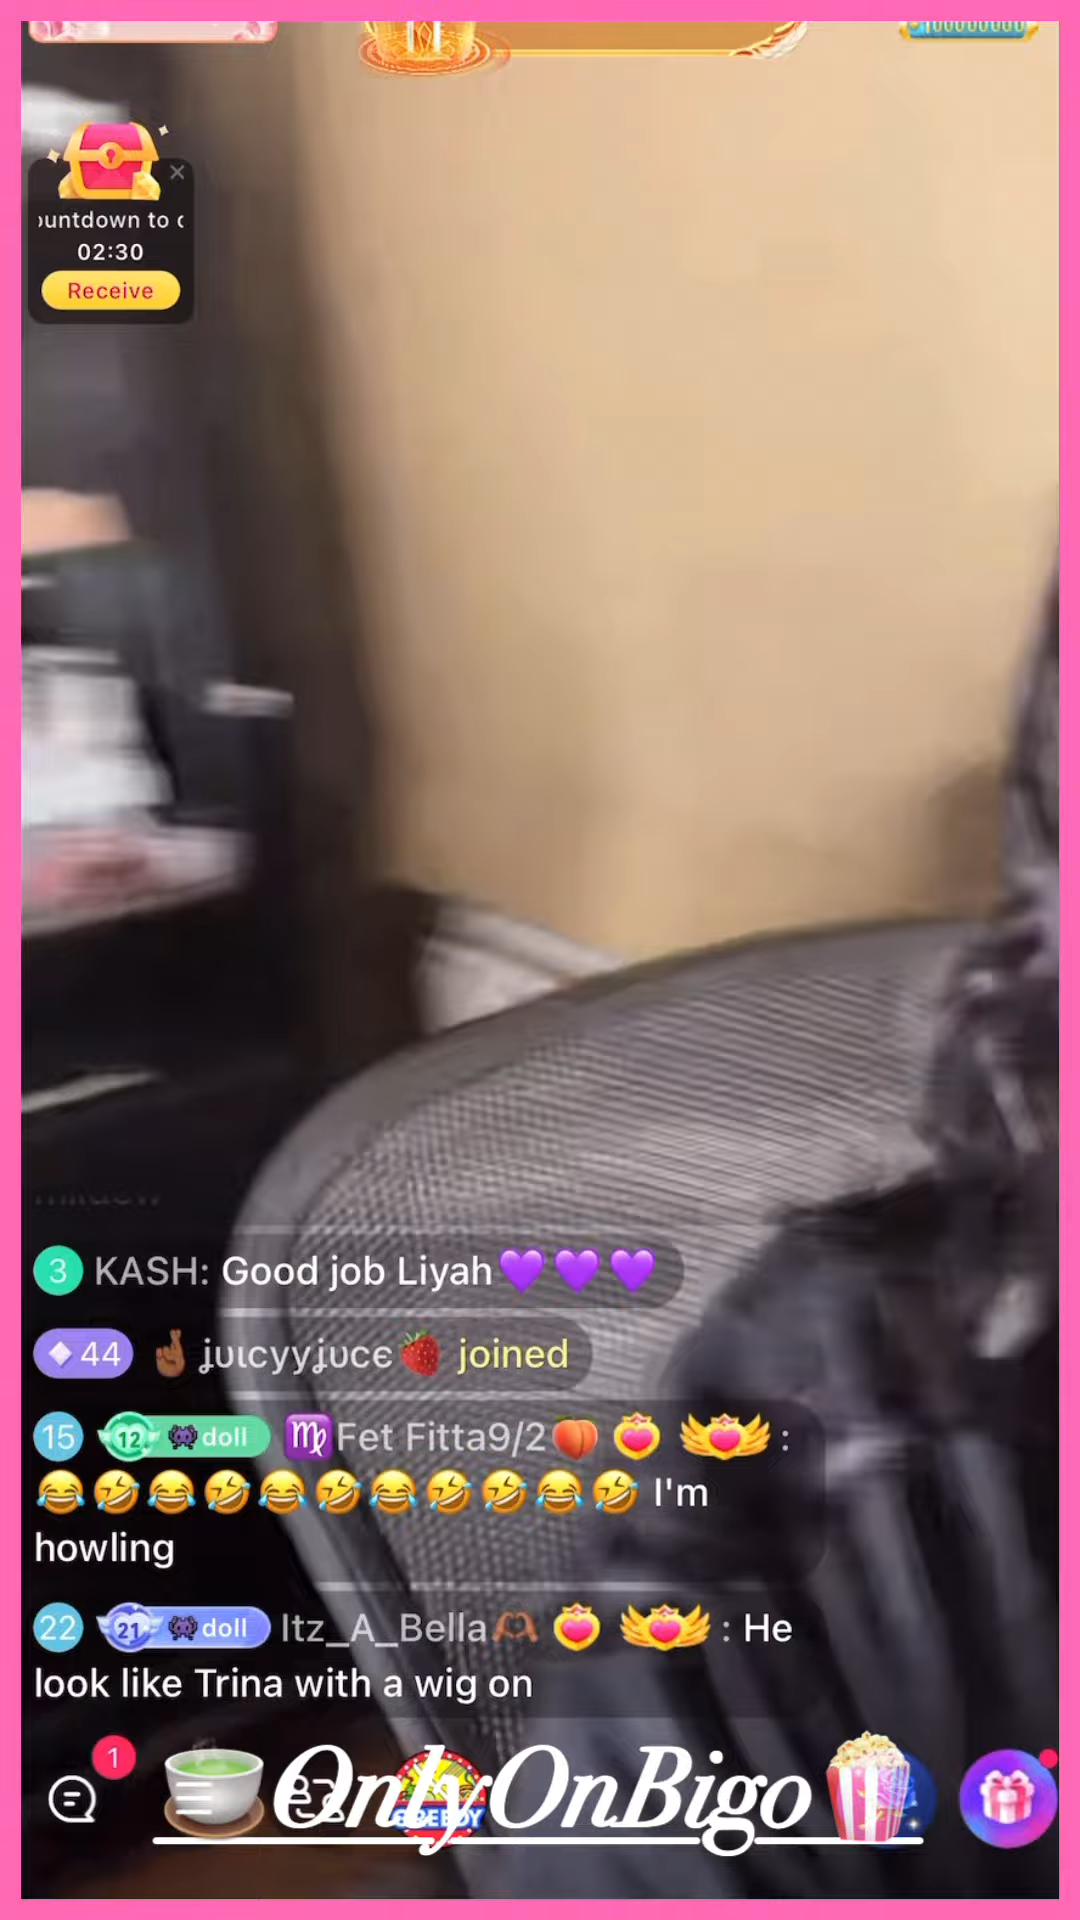 ountdown to
02:30
Receive
3 KASH: Good job Liyah💜💜💜
44 🤞🏾 ʝυιcyyʝυcє🍓 joined
15 12 👾 doll ♍Fet Fitta9/2🍑 :
😂🤣😂🤣😂🤣😂🤣🤣😂🤣 I'm
howling
22 21 👾 doll Itz_A_Bella🫶🏾 : He
look like Trina with a wig on
1
OnlyOnBigo